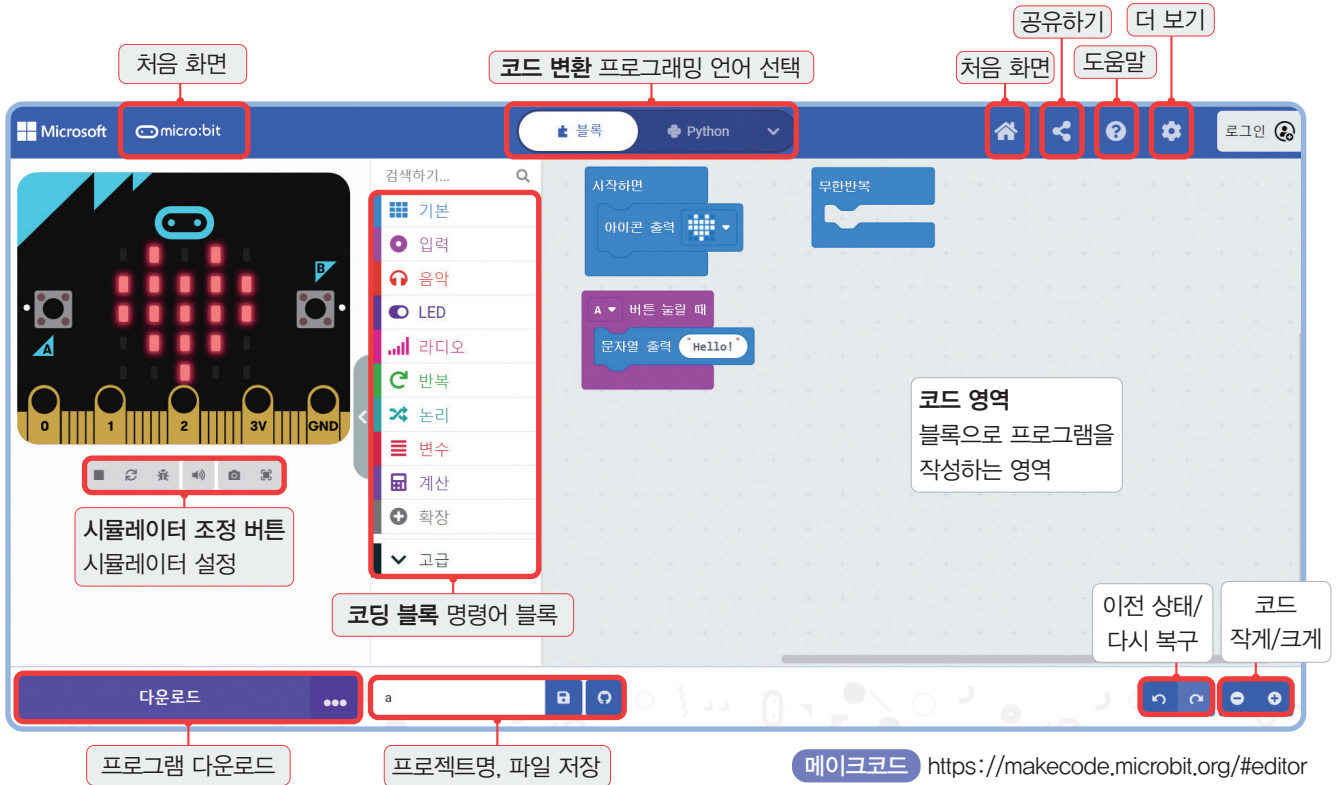 공유하기
더 보기
처음 화면
코드 변환 프로그래밍 언어 선택
처음 화면
도움말
Microsoft
micro:bit
블록
Python
로그인
검색하기...
기본
입력
음악
LED
라디오
반복
논리
변수
계산
확장
고급
시작하면
아이콘 출력
무한반복
A 버튼 눌릴 때
문자열 출력 "Hello!"
B
A
0 1 2 3V GND
코드 영역
블록으로 프로그램을
작성하는 영역
시뮬레이터 조정 버튼
시뮬레이터 설정
코딩 블록 명령어 블록
이전 상태/
다시 복구
코드
작게/크게
다운로드
a
프로그램 다운로드
프로젝트명, 파일 저장
메이크코드 https://makecode.microbit.org/#editor